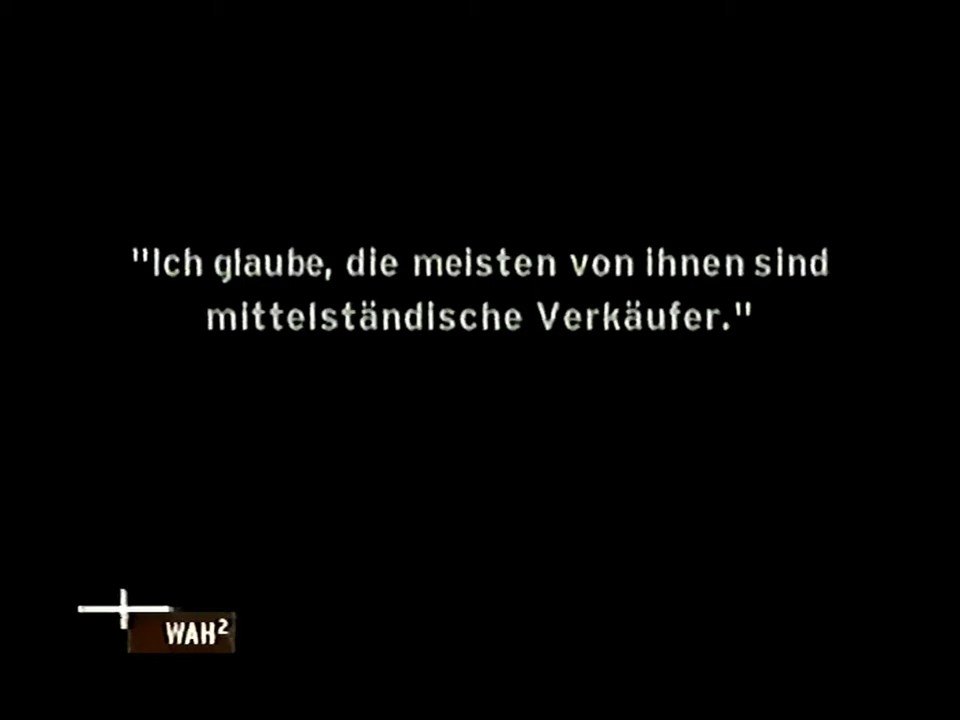 "Ich glaube, die meisten von ihnen sind
mittelständische Verkäufer."
WAH²